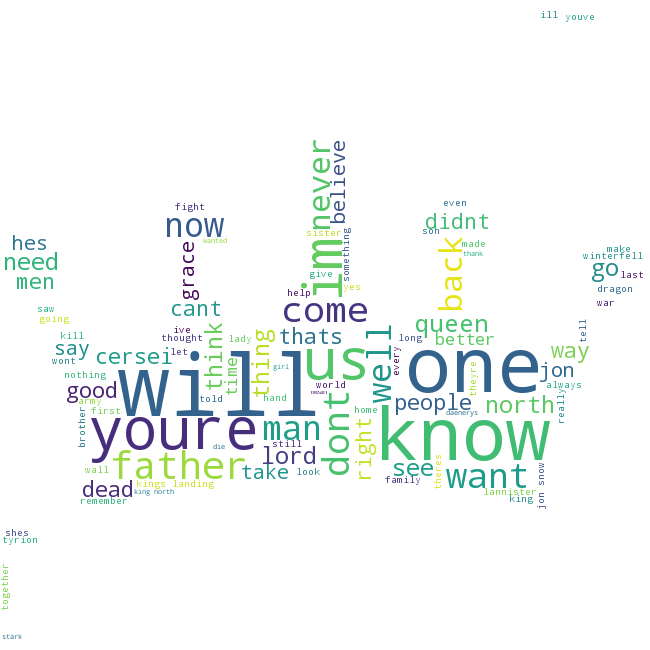 ill youve
never
believe
fight
now
wanted
even
didnt
son
hes
need
men
grace
sister
something
im
give
yes
back
made
thank
make
winterfell
go last
dragon
war
help
saw
going
cant
come
kill
say
wont
ive
thought
let
think
lady
thing
thats
us
well
every
long
queen
better
tell
way
cersei
nothing
good
army
first
will
time
girl
told
hand
world
one
theyre
jon
always
really
brother
youre
die
man
still
dont
home
right
people
daenerys
know
north
wall
father
lord
take
look
see
family
theres
want
lannister
king
jon snow
dead
kings landing
king north
remember
shes
tyrion
together
stark